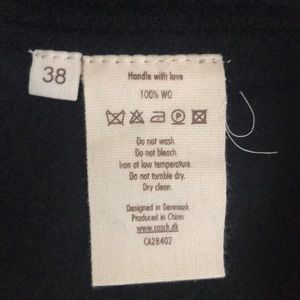 38
Handle with love
100% WO
Do not wash.
Do not bleach.
Iron at low temperature.
Do not tumble dry.
Dry clean.
Designed in Denmark
Produced in China
www.cosch.dk
CA28402